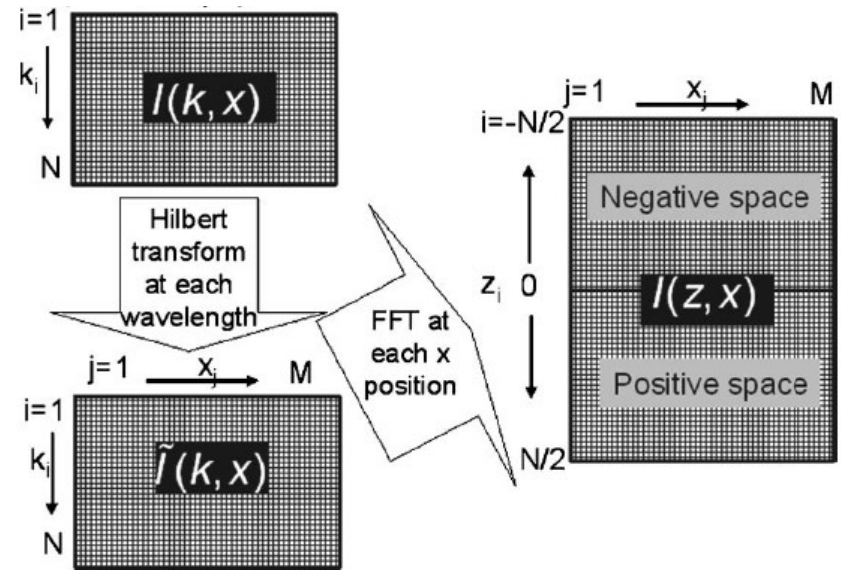 i=1
k_i
N
I(k,x)
Hilbert
transform
at each
wavelength
j=1 x_j M
i=1
k_i
N
Ĩ(k,x)
FFT at
each x
position
j=1 x_j M
i=-N/2
Negative space
z_i 0
I(z,x)
Positive space
N/2